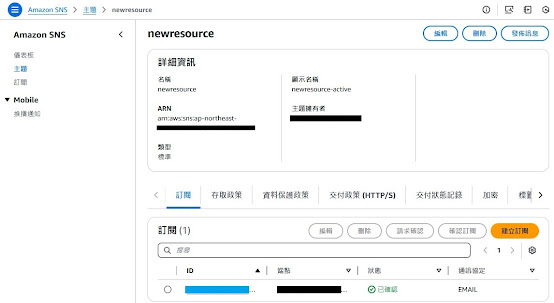 Amazon SNS > 主題 > newresource
Amazon SNS
儀表板
主題
訂閱
Mobile
推播通知
newresource
編輯
刪除
發佈訊息
詳細資訊
名稱
newresource
顯示名稱
newresource-active
ARN
arn:aws:sns:ap-northeast-
主題擁有者
類型
標準
訂閱
存取政策
資料保護政策
交付政策 (HTTP/S)
交付狀態記錄
加密
標籤
訂閱 (1)
編輯
刪除
請求確認
確認訂閱
建立訂閱
搜尋
1
ID
端點
狀態
通訊協定
...
...
已確認
EMAIL